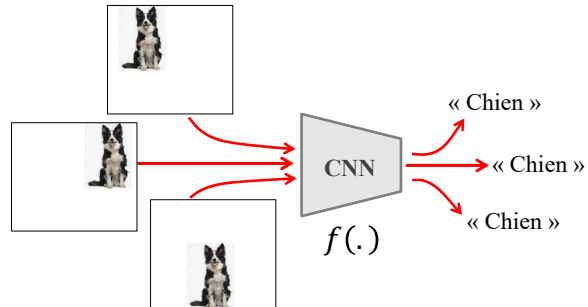 « Chien »
CNN
« Chien »
f(.)
« Chien »